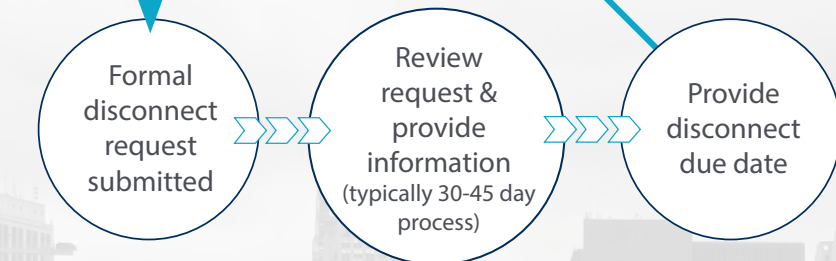 Formal
disconnect
request
submitted
Review
request &
provide
information
(typically 30-45 day
process)
Provide
disconnect
due date